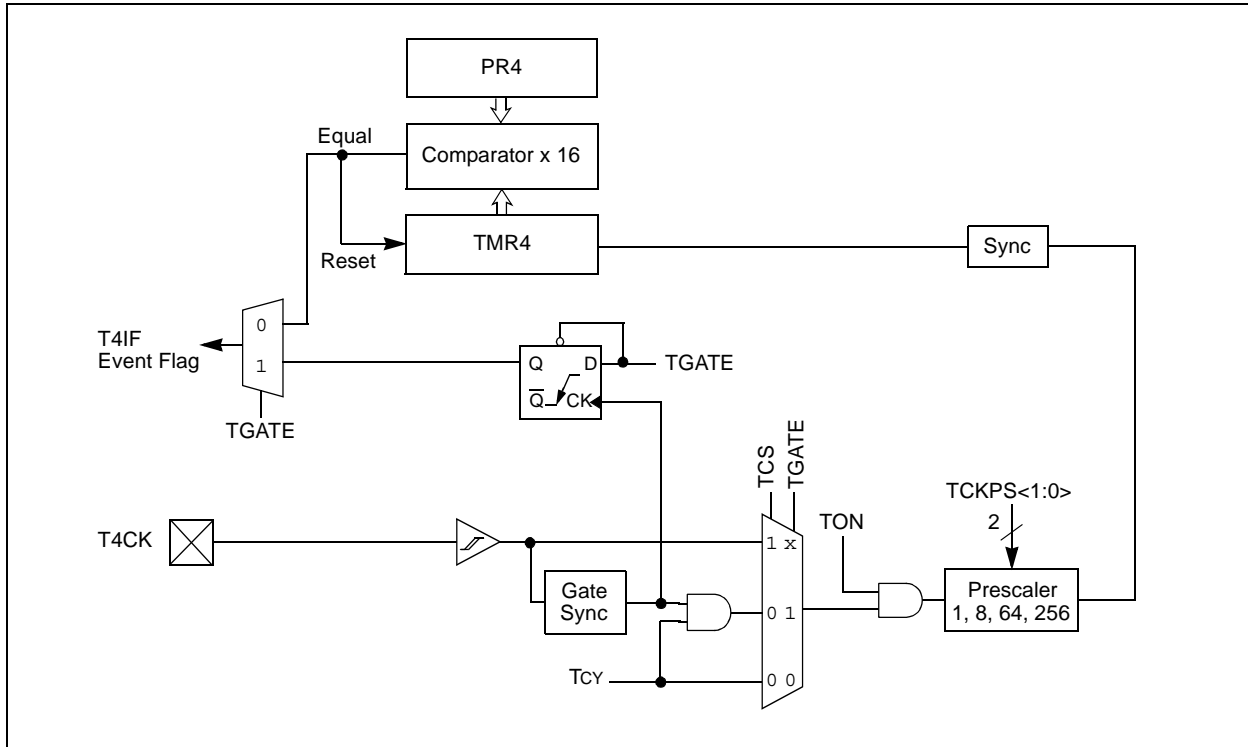 PR4
Equal
Comparator x 16
TMR4
Reset
Sync
0
T4IF
Event Flag
1
Q
D
TGATE
Q̅
CK
TGATE
TCS
TGATE
TCKPS<1:0>
TON
2
T4CK
1 x
Gate
Sync
Prescaler
1, 8, 64, 256
0 1
TCY
0 0